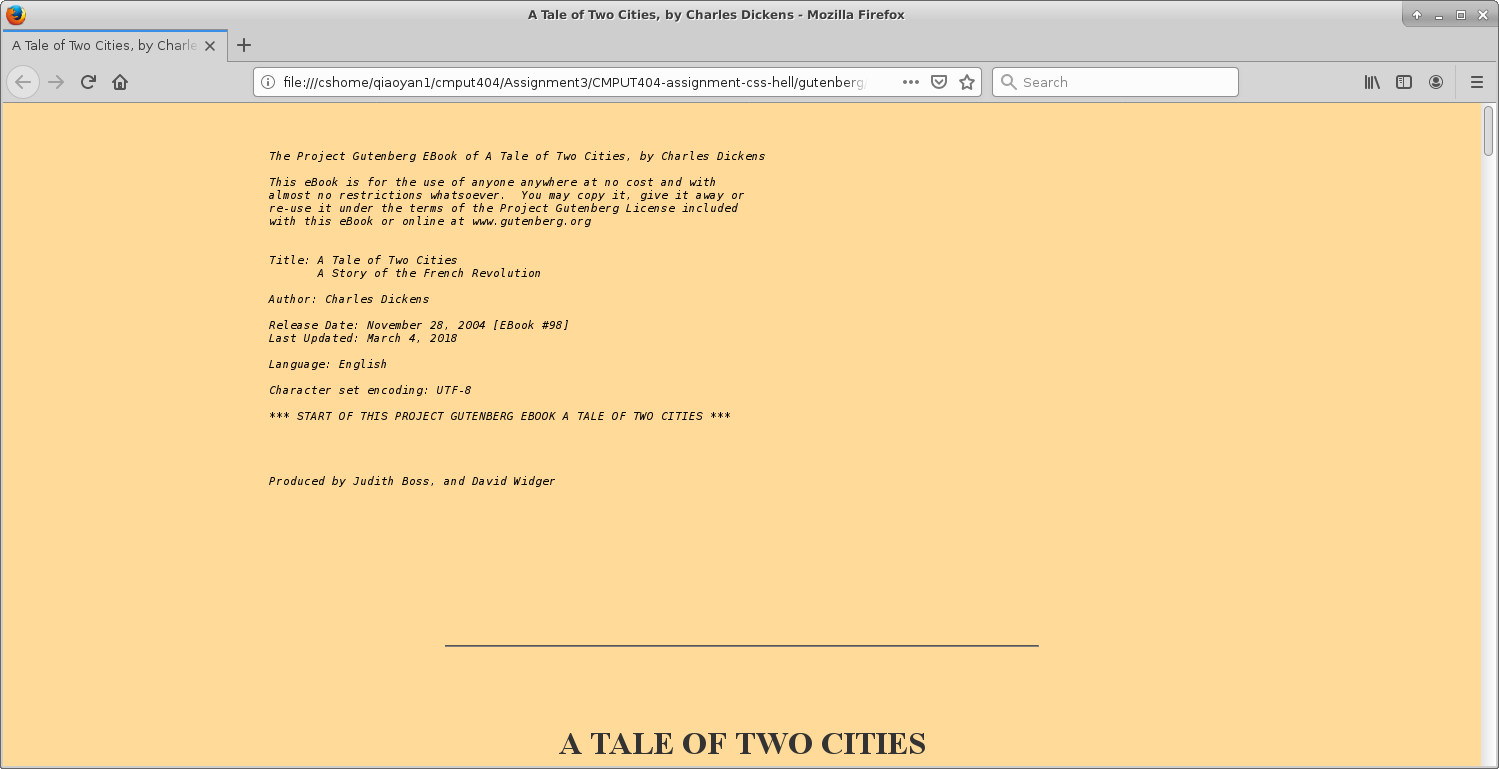 A Tale of Two Cities, by Charles Dickens - Mozilla Firefox
A Tale of Two Cities, by Charle
file:///cshome/qiaoyan1/cmput404/Assignment3/CMPUT404-assignment-css-hell/gutenberg/
Search
The Project Gutenberg EBook of A Tale of Two Cities, by Charles Dickens
This eBook is for the use of anyone anywhere at no cost and with
almost no restrictions whatsoever.  You may copy it, give it away or
re-use it under the terms of the Project Gutenberg License included
with this eBook or online at www.gutenberg.org
Title: A Tale of Two Cities
A Story of the French Revolution
Author: Charles Dickens
Release Date: November 28, 2004 [EBook #98]
Last Updated: March 4, 2018
Language: English
Character set encoding: UTF-8
*** START OF THIS PROJECT GUTENBERG EBOOK A TALE OF TWO CITIES ***
Produced by Judith Boss, and David Widger
A TALE OF TWO CITIES